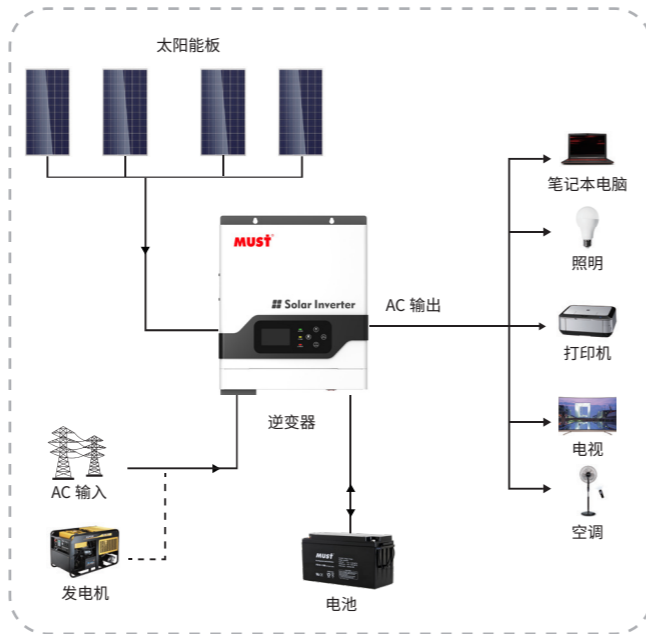 太阳能板
MUST
Solar Inverter
AC 输出
笔记本电脑
照明
打印机
电视
空调
逆变器
AC 输入
发电机
MUST
电池